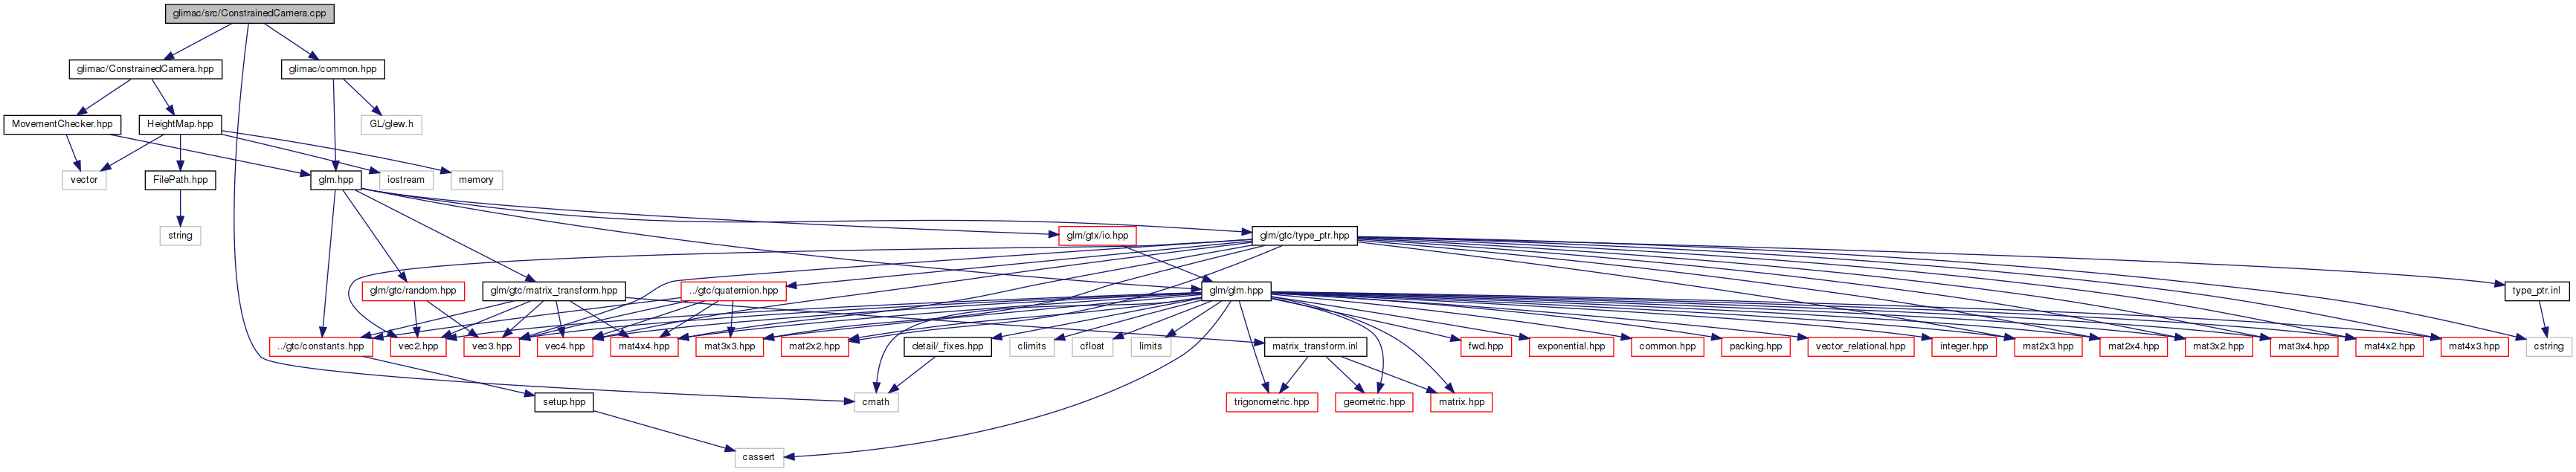 glimac/src/ConstrainedCamera.cpp
glimac/ConstrainedCamera.hpp
glimac/common.hpp
MovementChecker.hpp
HeightMap.hpp
GL/glew.h
vector
FilePath.hpp
glm.hpp
iostream
memory
string
glm/gtx/io.hpp
glm/gtc/type_ptr.hpp
glm/gtc/random.hpp
glm/gtc/matrix_transform.hpp
../gtc/quaternion.hpp
glm/glm.hpp
type_ptr.inl
../gtc/constants.hpp
vec2.hpp
vec3.hpp
vec4.hpp
mat4x4.hpp
mat3x3.hpp
mat2x2.hpp
detail/_fixes.hpp
climits
cfloat
limits
matrix_transform.inl
fwd.hpp
exponential.hpp
common.hpp
packing.hpp
vector_relational.hpp
integer.hpp
mat2x3.hpp
mat2x4.hpp
mat3x2.hpp
mat3x4.hpp
mat4x2.hpp
mat4x3.hpp
cstring
setup.hpp
cmath
trigonometric.hpp
geometric.hpp
matrix.hpp
cassert